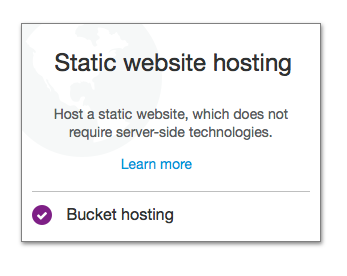 Static website hosting
Host a static website, which does not
require server-side technologies.
Learn more
Bucket hosting